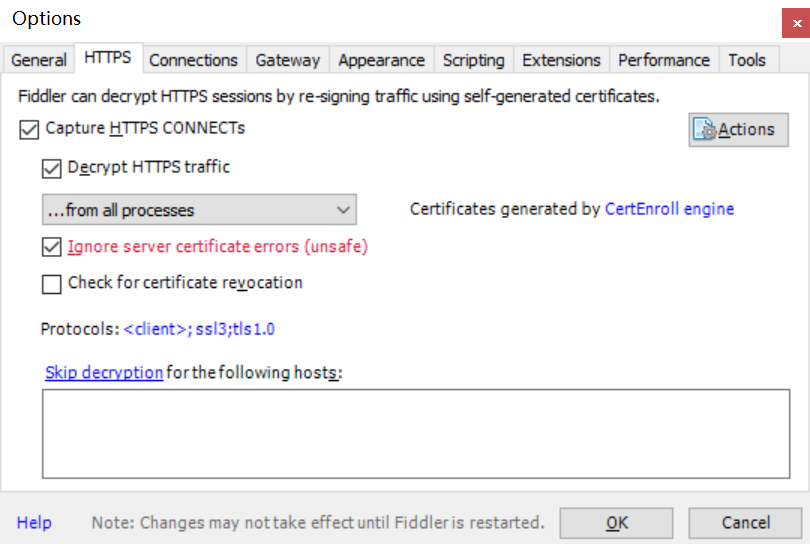 Options
General HTTPS Connections Gateway Appearance Scripting Extensions Performance Tools
Fiddler can decrypt HTTPS sessions by re-signing traffic using self-generated certificates.
Capture HTTPS CONNECTs
Actions
Decrypt HTTPS traffic
...from all processes
Certificates generated by CertEnroll engine
Ignore server certificate errors (unsafe)
Check for certificate revocation
Protocols: <client>; ssl3;tls1.0
Skip decryption for the following hosts:
Help
Note: Changes may not take effect until Fiddler is restarted.
OK
Cancel